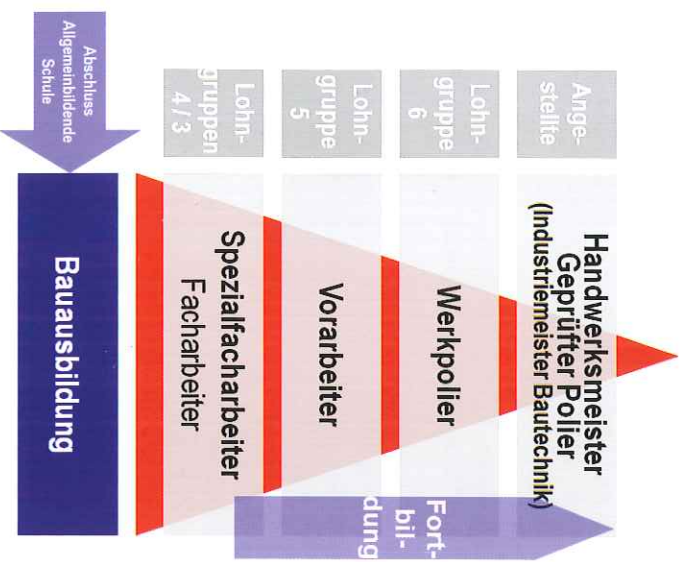 Ange-
stellte
Handwerksmeister
Geprüfter Polier
(Industriemeister Bautechnik)
Lohn-
gruppe
6
Werkpolier
Lohn-
gruppe
5
Vorarbeiter
Lohn-
gruppen
4 / 3
Spezialfacharbeiter
Facharbeiter
Fort-
bil-
dung
Abschluss
Allgemeinbildende
Schule
Bauausbildung